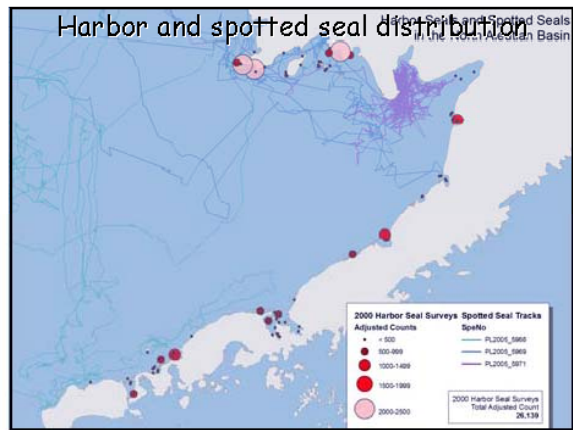 Harbor and spotted seal distribution
Harbor Seals and Spotted Seals
in the North Aleutian Basin
2000 Harbor Seal Surveys
Adjusted Counts
< 500
500-999
1000-1499
1500-1999
2000-2500
Spotted Seal Tracks
SpeNo
PL2005_5968
PL2005_5969
PL2005_5971
2000 Harbor Seal Surveys
Total Adjusted Count
26,139